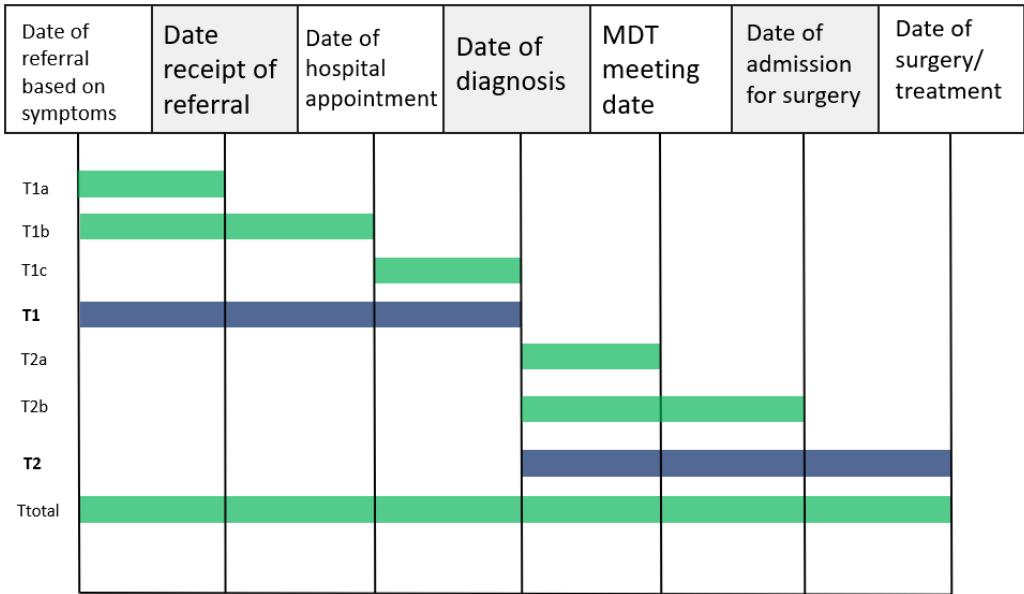 Date of
referral
based on
symptoms
Date
receipt of
referral
Date of
hospital
appointment
Date of
diagnosis
MDT
meeting
date
Date of
admission
for surgery
Date of
surgery/
treatment
T1a
T1b
T1c
T1
T2a
T2b
T2
Ttotal